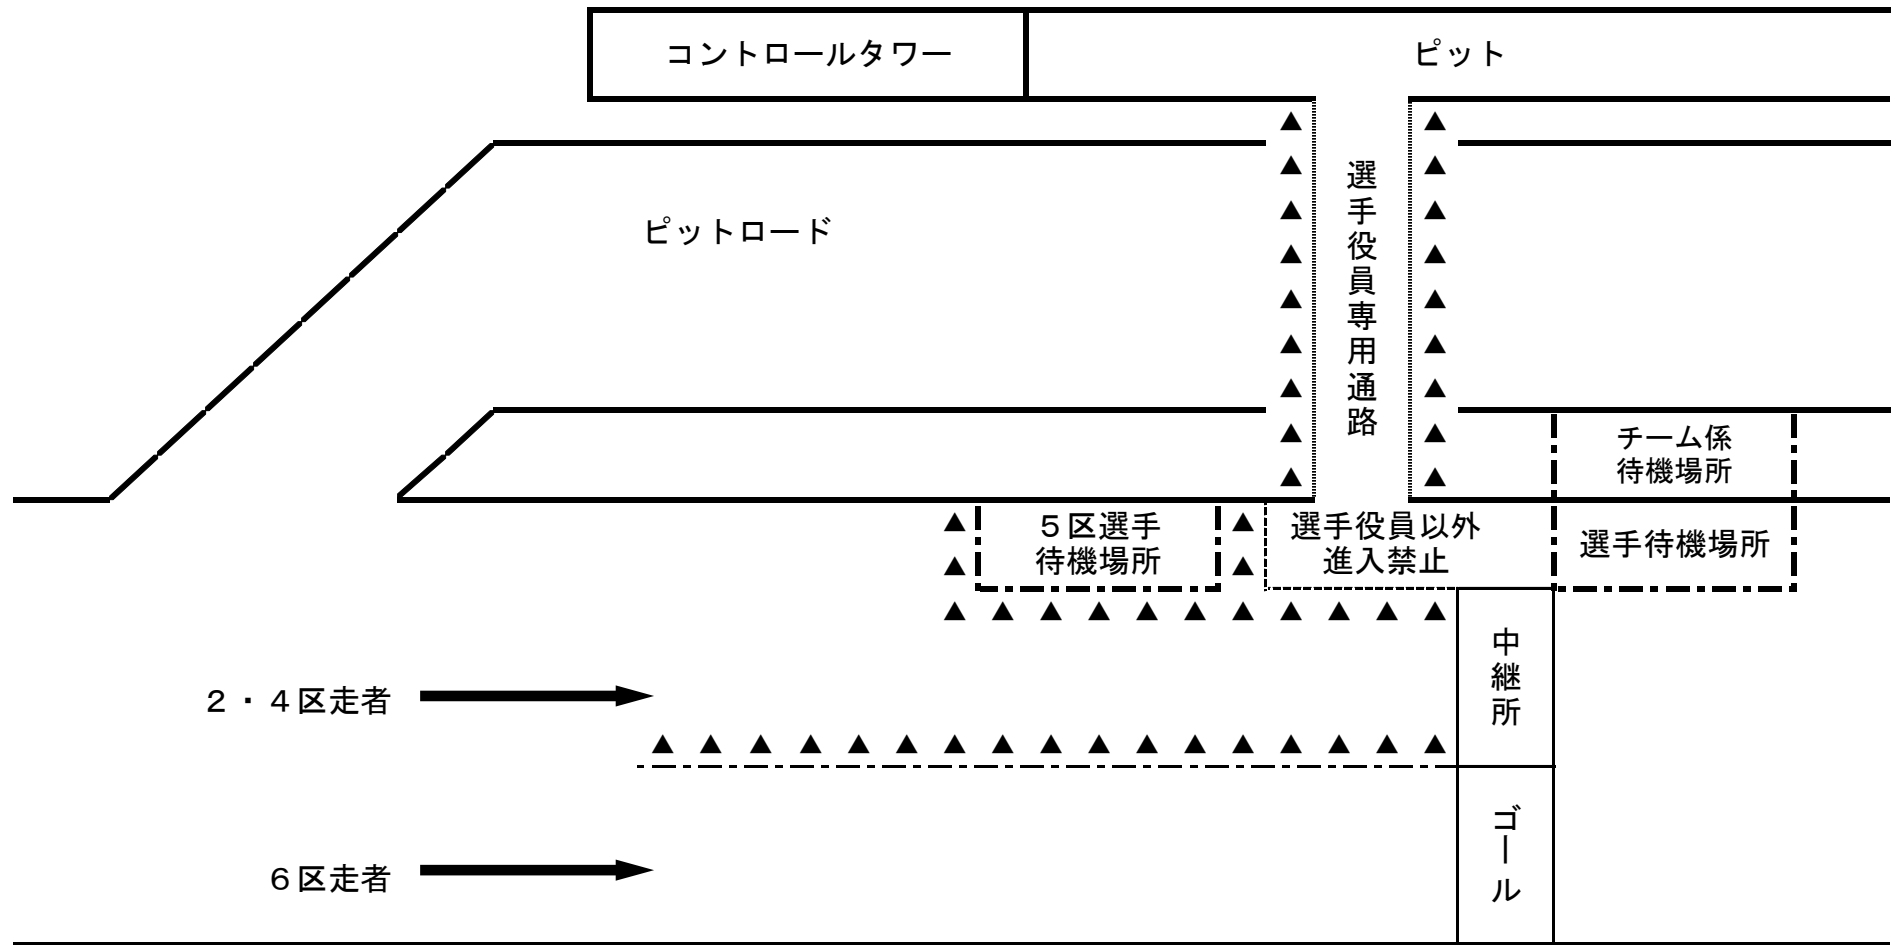 コントロールタワー
ピット
ピットロード
選手役員専用通路
チーム係
待機場所
５区選手
待機場所
選手役員以外
進入禁止
選手待機場所
中継所
２・４区走者
ゴール
６区走者